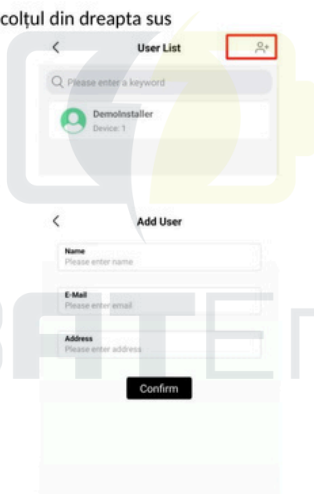 colțul din dreapta sus
User List
Please enter a keyword
DemoInstaller
Device: 1
Add User
Name
Please enter name
E-Mail
Please enter email
Address
Please enter address
Confirm